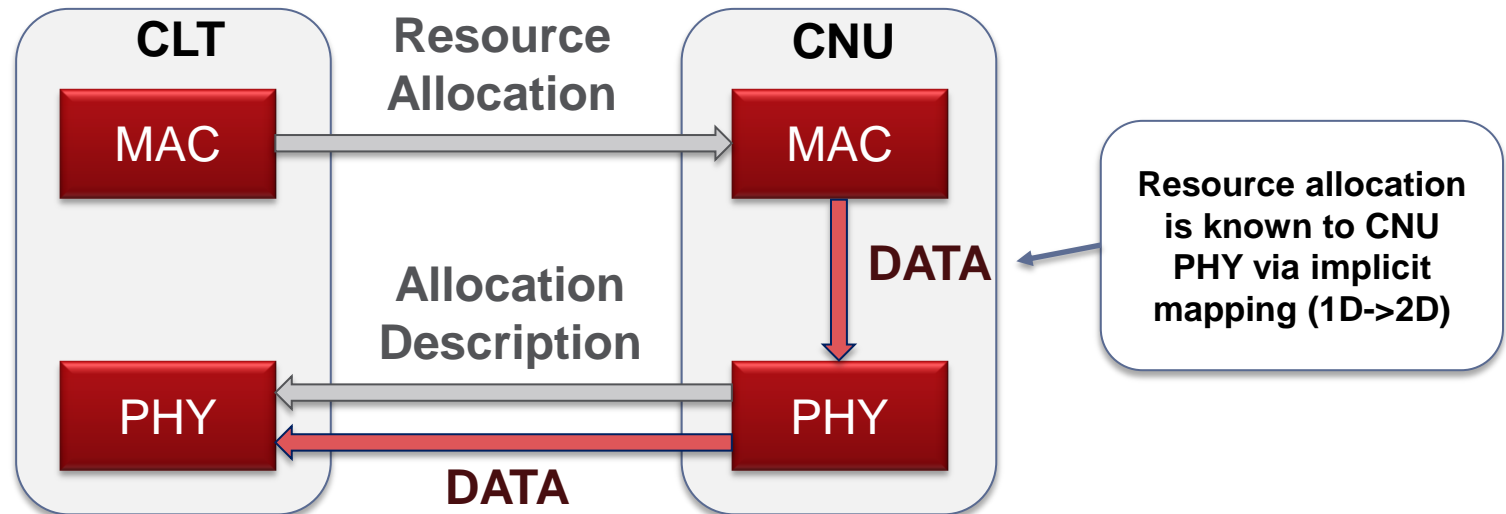 CLT
Resource
Allocation
CNU
MAC
MAC
Resource allocation
is known to CNU
PHY via implicit
mapping (1D->2D)
DATA
Allocation
Description
PHY
PHY
DATA